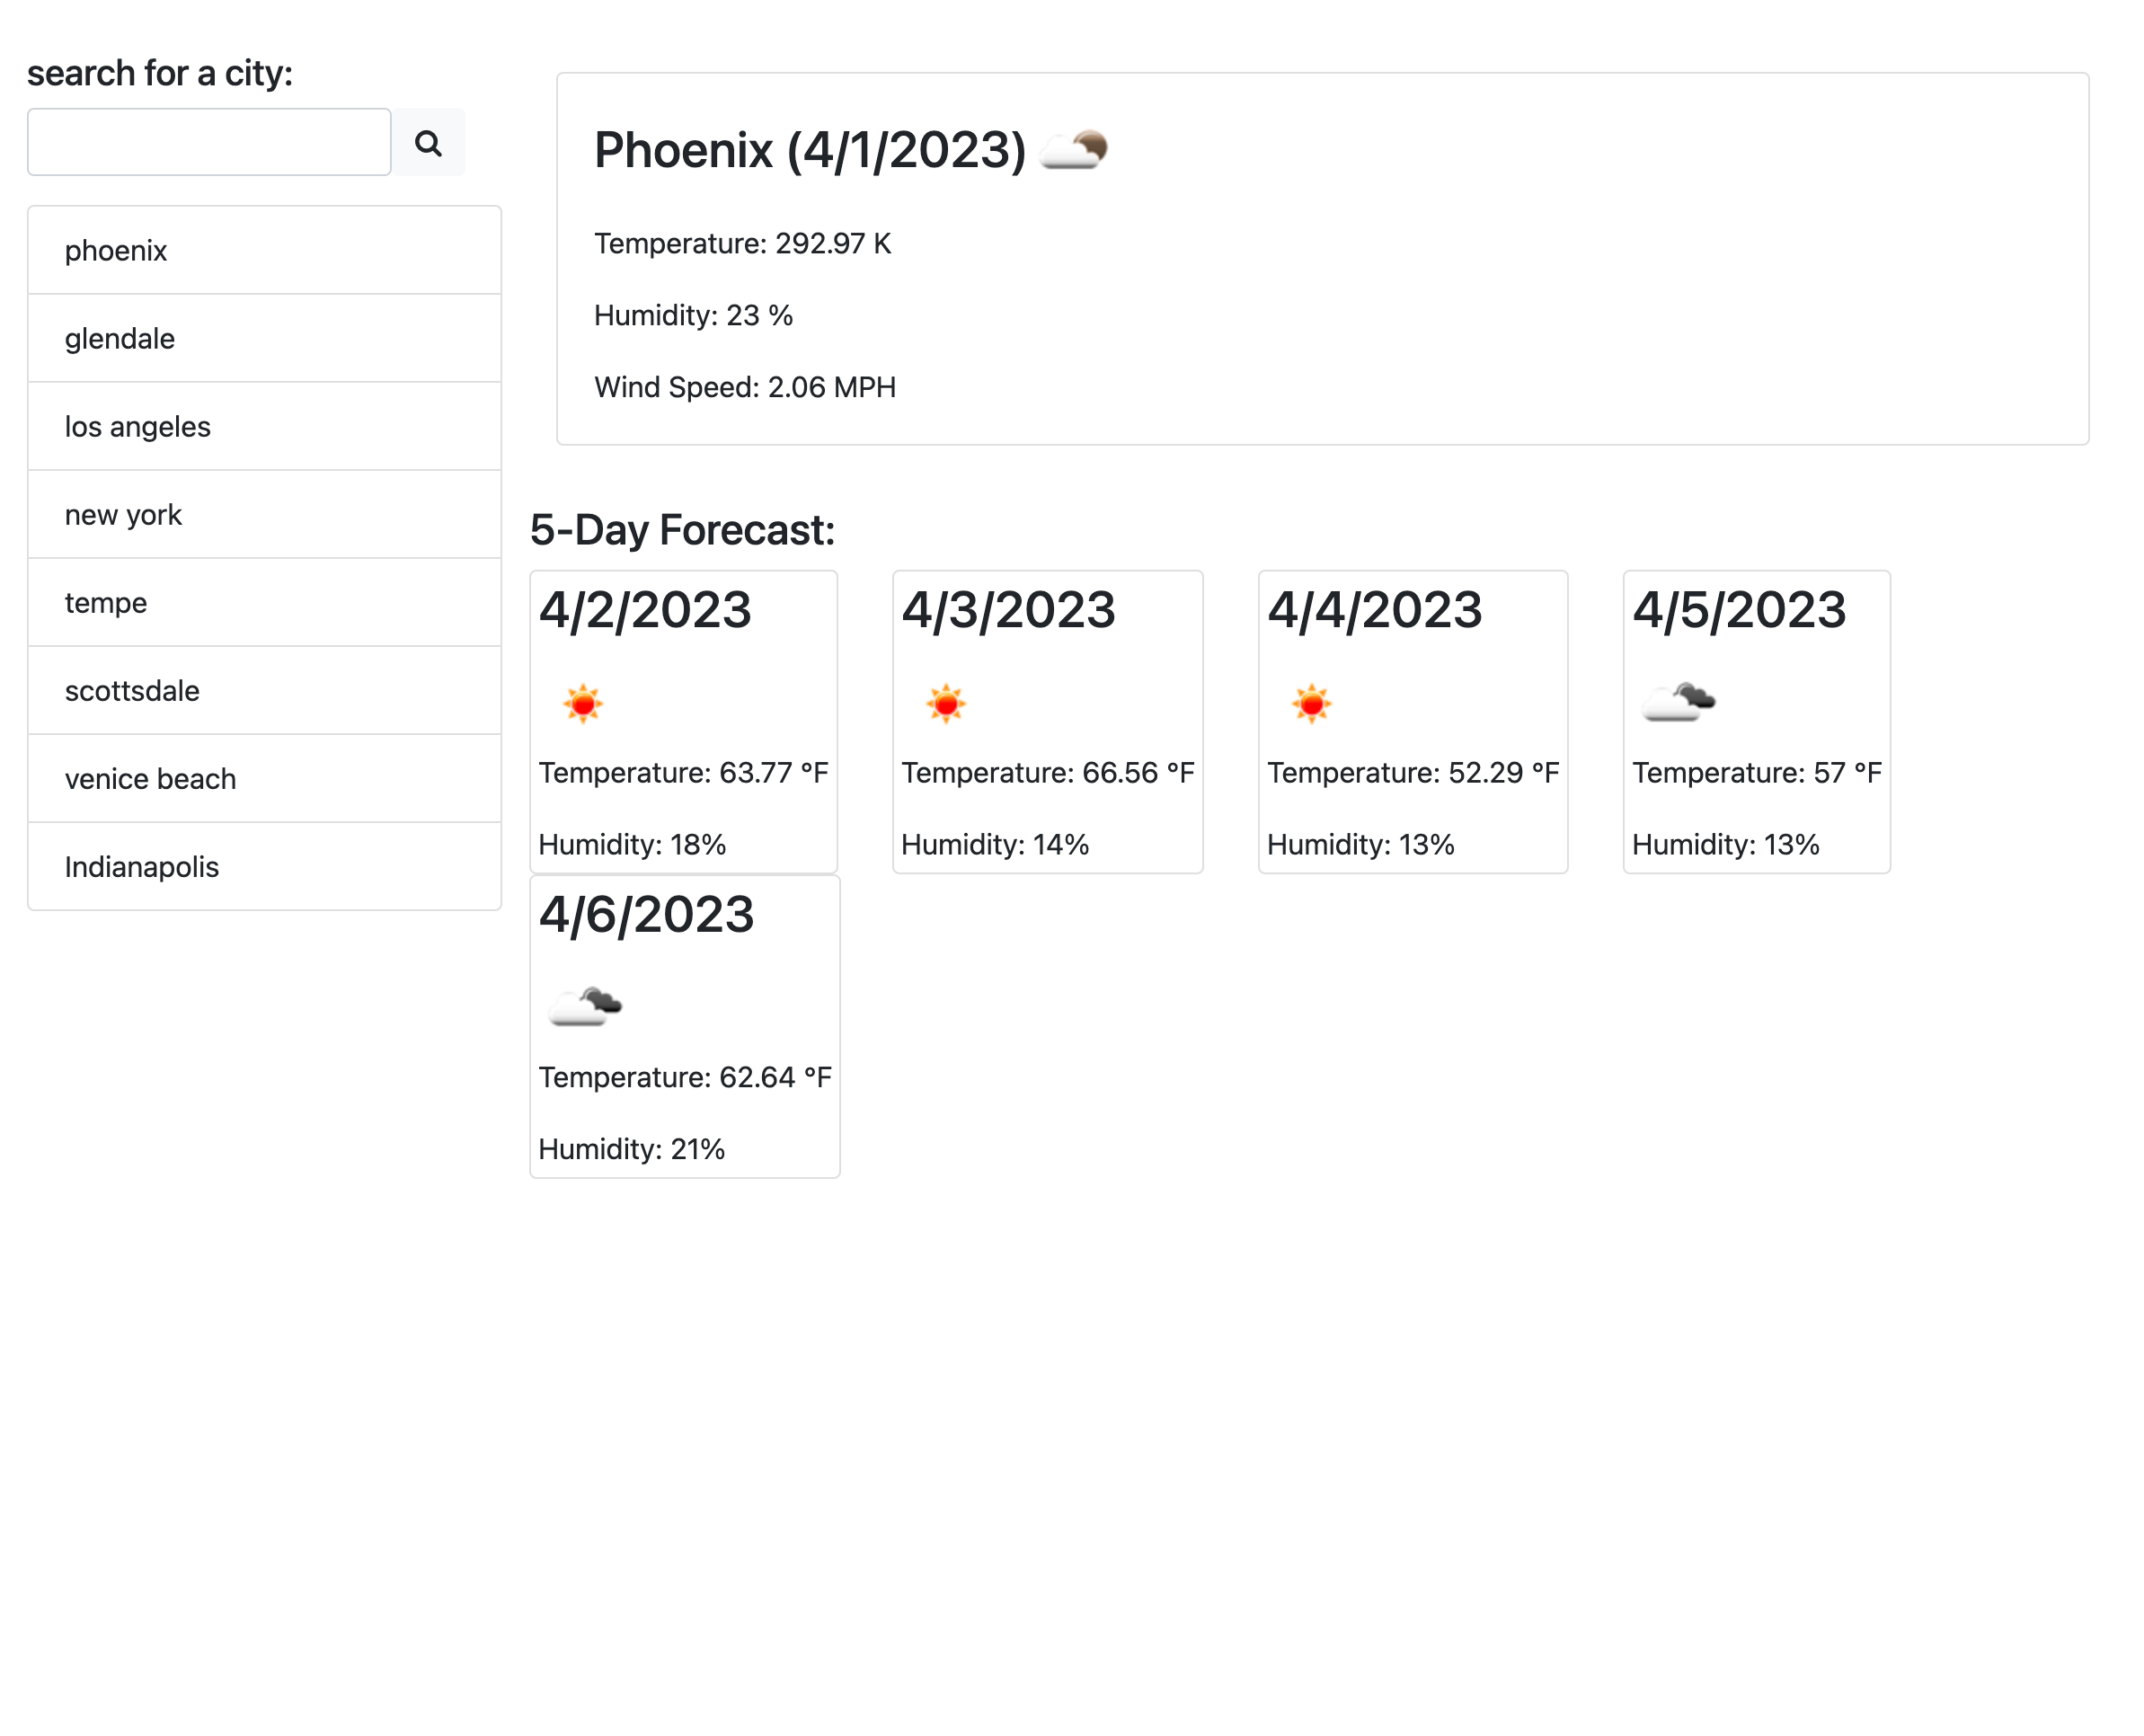 search for a city:
phoenix
glendale
los angeles
new york
tempe
scottsdale
venice beach
Indianapolis
Phoenix (4/1/2023)
Temperature: 292.97 K
Humidity: 23 %
Wind Speed: 2.06 MPH
5-Day Forecast:
4/2/2023
Temperature: 63.77 °F
Humidity: 18%
4/3/2023
Temperature: 66.56 °F
Humidity: 14%
4/4/2023
Temperature: 52.29 °F
Humidity: 13%
4/5/2023
Temperature: 57 °F
Humidity: 13%
4/6/2023
Temperature: 62.64 °F
Humidity: 21%